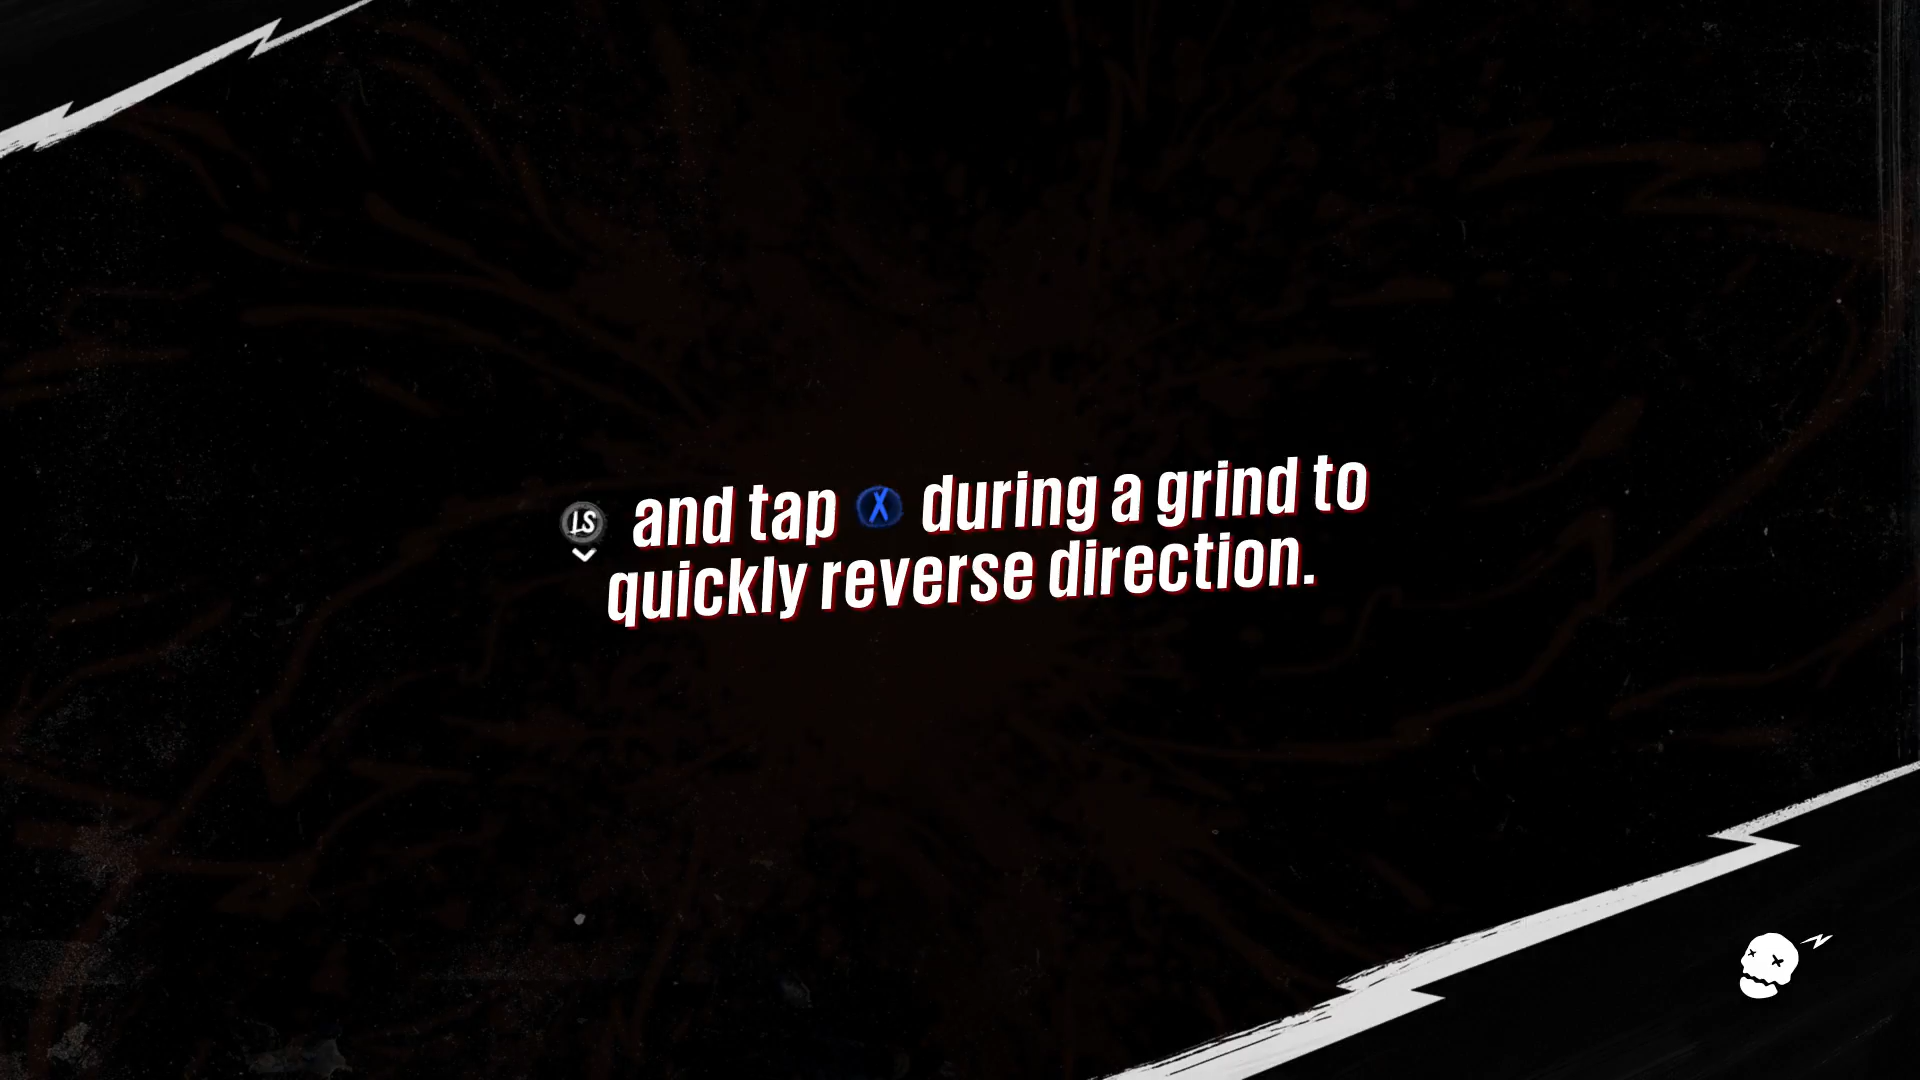 LS and tap X during a grind to
quickly reverse direction.